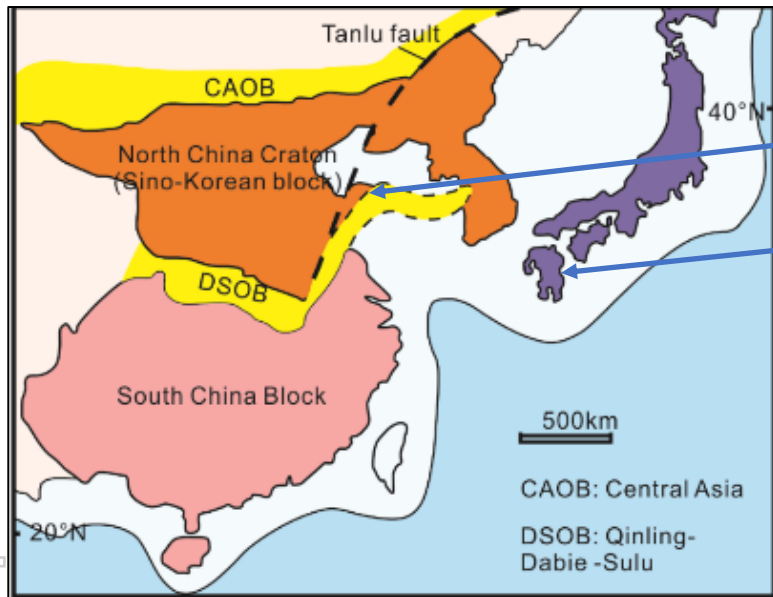 Tanlu fault
CAOB
40°N
North China Craton
(Sino-Korean block)
DSOB
South China Block
500km
CAOB: Central Asia
20°N
DSOB: Qinling-
Dabie -Sulu